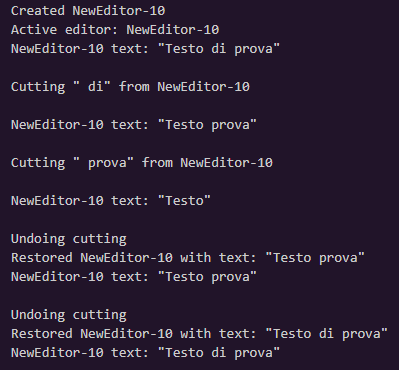 Created NewEditor-10
Active editor: NewEditor-10
NewEditor-10 text: "Testo di prova"
Cutting " di" from NewEditor-10
NewEditor-10 text: "Testo prova"
Cutting " prova" from NewEditor-10
NewEditor-10 text: "Testo"
Undoing cutting
Restored NewEditor-10 with text: "Testo prova"
NewEditor-10 text: "Testo prova"
Undoing cutting
Restored NewEditor-10 with text: "Testo di prova"
NewEditor-10 text: "Testo di prova"